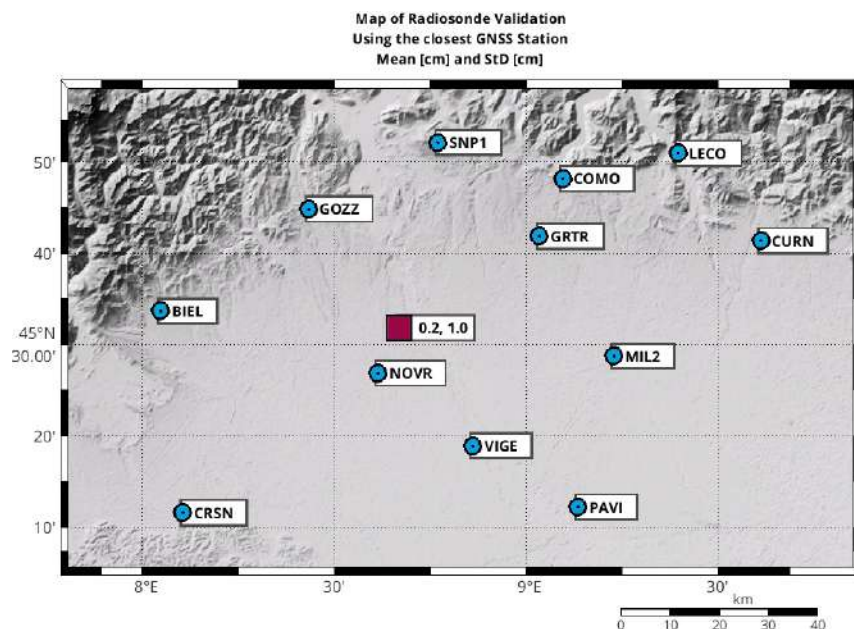 Map of Radiosonde Validation
Using the closest GNSS Station
Mean [cm] and StD [cm]
SNP1
50'
LECO
COMO
GOZZ
GRTR
CURN
40'
BIEL
0.2, 1.0
45°N
30.00'
MIL2
NOVR
20'
VIGE
PAVI
CRSN
10'
8°E
30'
9°E
30'
km
0 10 20 30 40